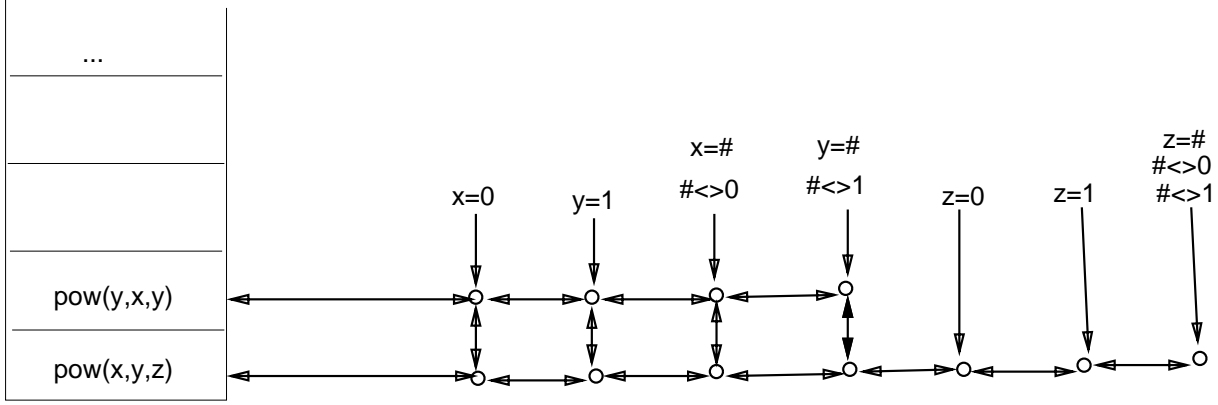 ...
x=#
y=#
z=#
#<>0
#<>1
#<>0
#<>1
x=0
y=1
z=0
z=1
pow(y,x,y)
pow(x,y,z)